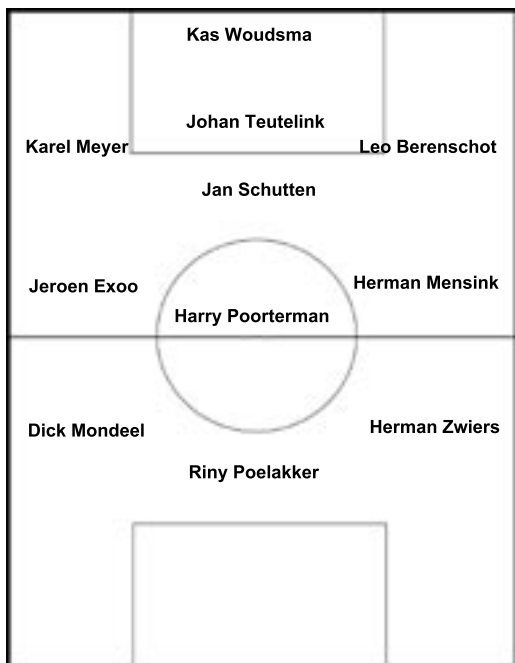 Kas Woudsma
Johan Teutelink
Karel Meyer
Leo Berenschot
Jan Schutten
Jeroen Exoo
Herman Mensink
Harry Poorterman
Dick Mondeel
Herman Zwiers
Riny Poelakker